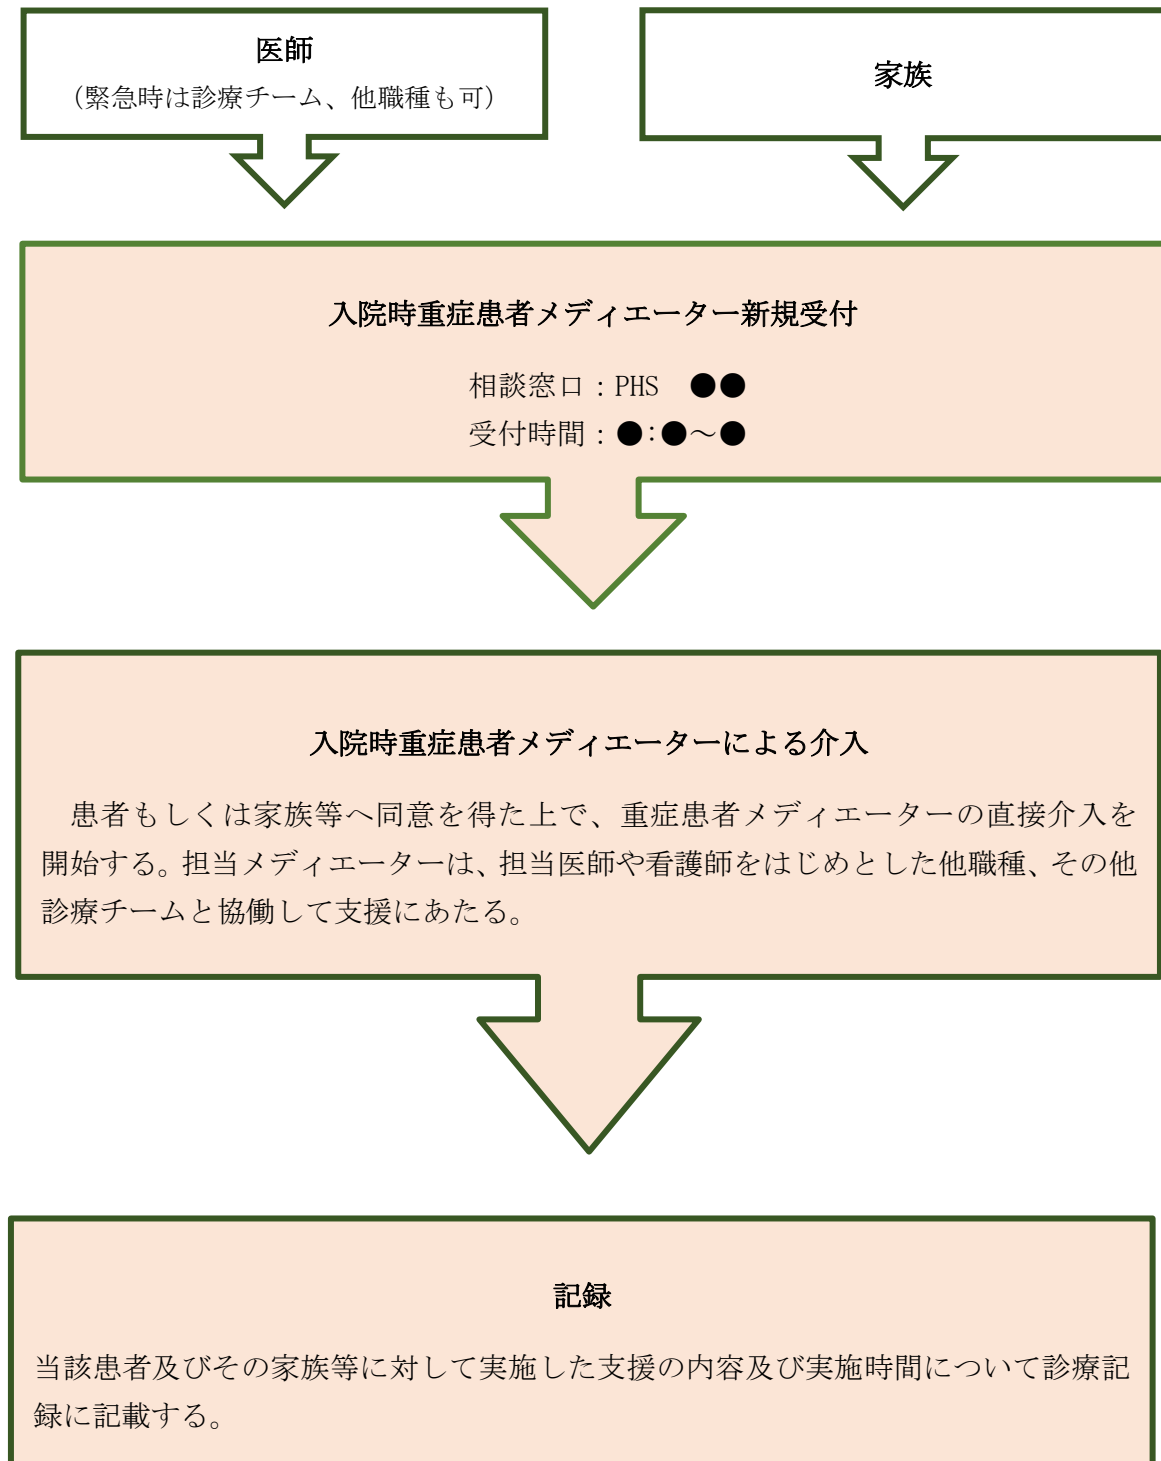 医師
（緊急時は診療チーム、他職種も可）
家族
入院時重症患者メディエーター新規受付
相談窓口：PHS　●●
受付時間：●:●～●
入院時重症患者メディエーターによる介入
患者もしくは家族等へ同意を得た上で、重症患者メディエーターの直接介入を
開始する。担当メディエーターは、担当医師や看護師をはじめとした他職種、その他
診療チームと協働して支援にあたる。
記録
当該患者及びその家族等に対して実施した支援の内容及び実施時間について診療記
録に記載する。